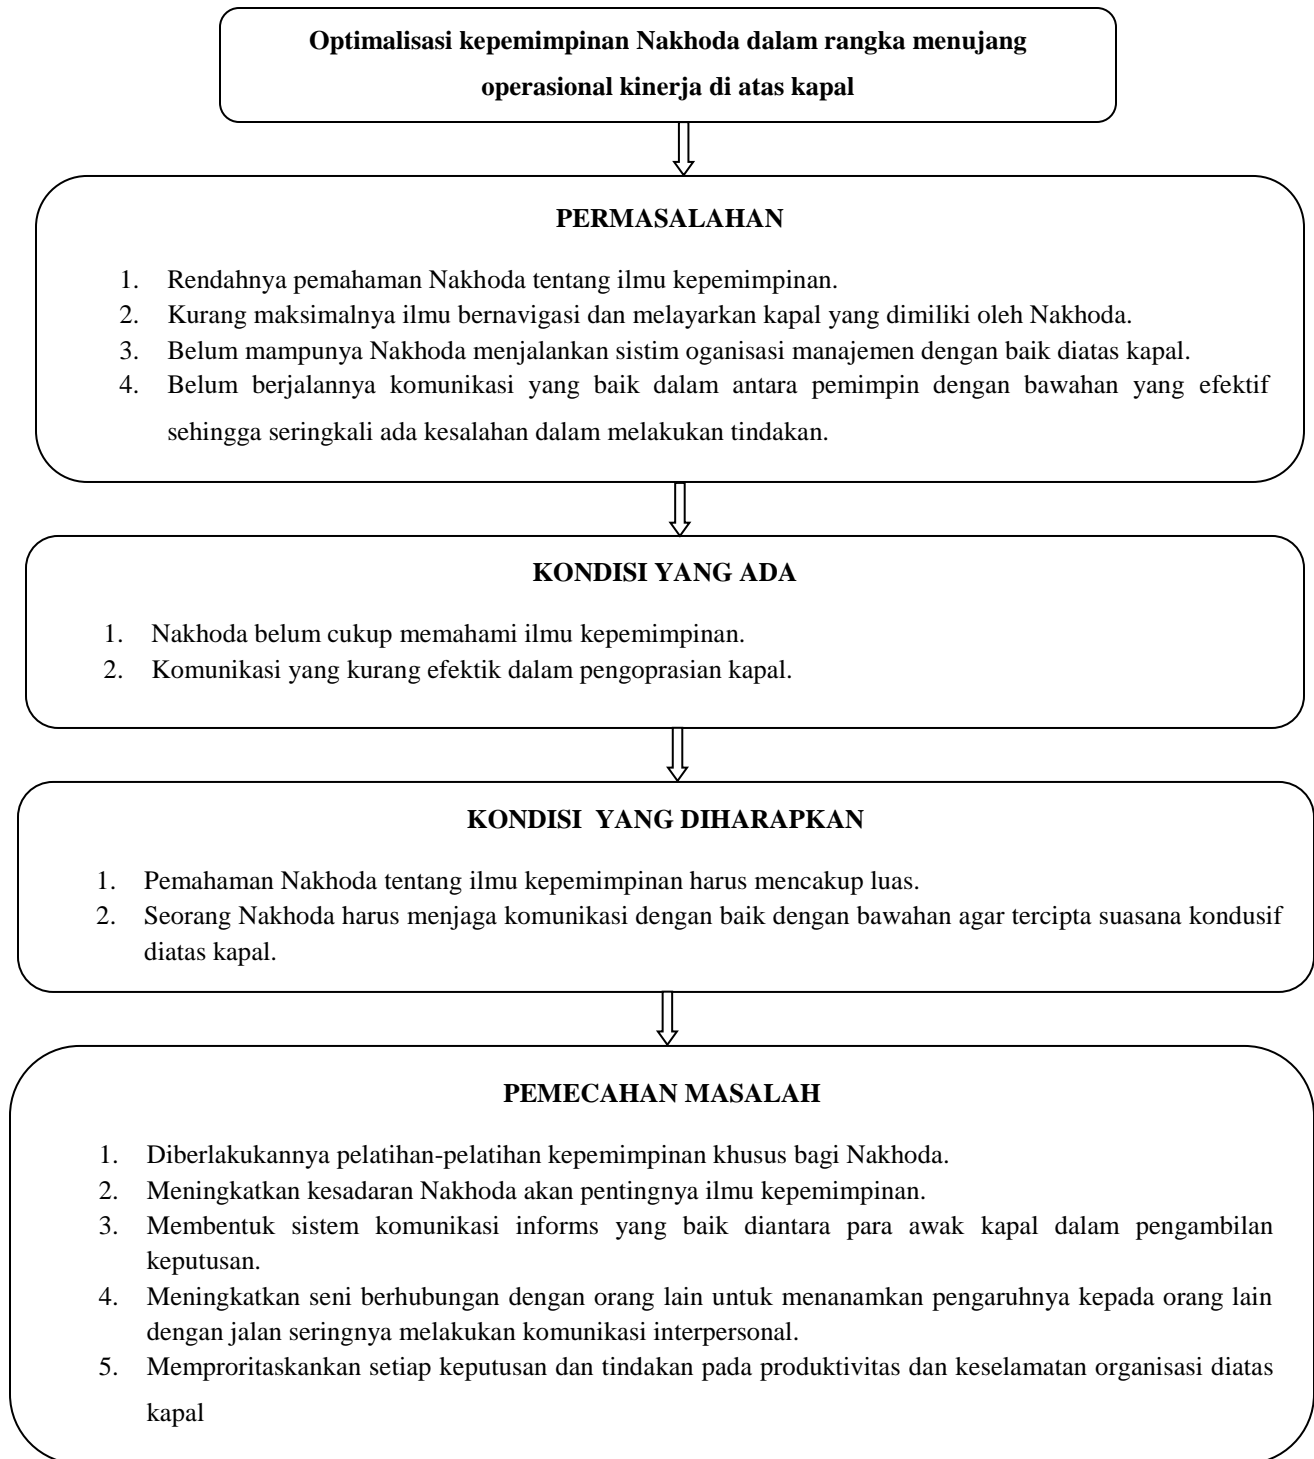 Optimalisasi kepemimpinan Nakhoda dalam rangka menujang
operasional kinerja di atas kapal
PERMASALAHAN
1. Rendahnya pemahaman Nakhoda tentang ilmu kepemimpinan.
2. Kurang maksimalnya ilmu bernavigasi dan melayarkan kapal yang dimiliki oleh Nakhoda.
3. Belum mampunya Nakhoda menjalankan sistim oganisasi manajemen dengan baik diatas kapal.
4. Belum berjalannya komunikasi yang baik dalam antara pemimpin dengan bawahan yang efektif
sehingga seringkali ada kesalahan dalam melakukan tindakan.
KONDISI YANG ADA
1. Nakhoda belum cukup memahami ilmu kepemimpinan.
2. Komunikasi yang kurang efektik dalam pengoprasian kapal.
KONDISI YANG DIHARAPKAN
1. Pemahaman Nakhoda tentang ilmu kepemimpinan harus mencakup luas.
2. Seorang Nakhoda harus menjaga komunikasi dengan baik dengan bawahan agar tercipta suasana kondusif
diatas kapal.
PEMECAHAN MASALAH
1. Diberlakukannya pelatihan-pelatihan kepemimpinan khusus bagi Nakhoda.
2. Meningkatkan kesadaran Nakhoda akan pentingnya ilmu kepemimpinan.
3. Membentuk sistem komunikasi informs yang baik diantara para awak kapal dalam pengambilan
keputusan.
4. Meningkatkan seni berhubungan dengan orang lain untuk menanamkan pengaruhnya kepada orang lain
dengan jalan seringnya melakukan komunikasi interpersonal.
5. Memproritaskankan setiap keputusan dan tindakan pada produktivitas dan keselamatan organisasi diatas
kapal